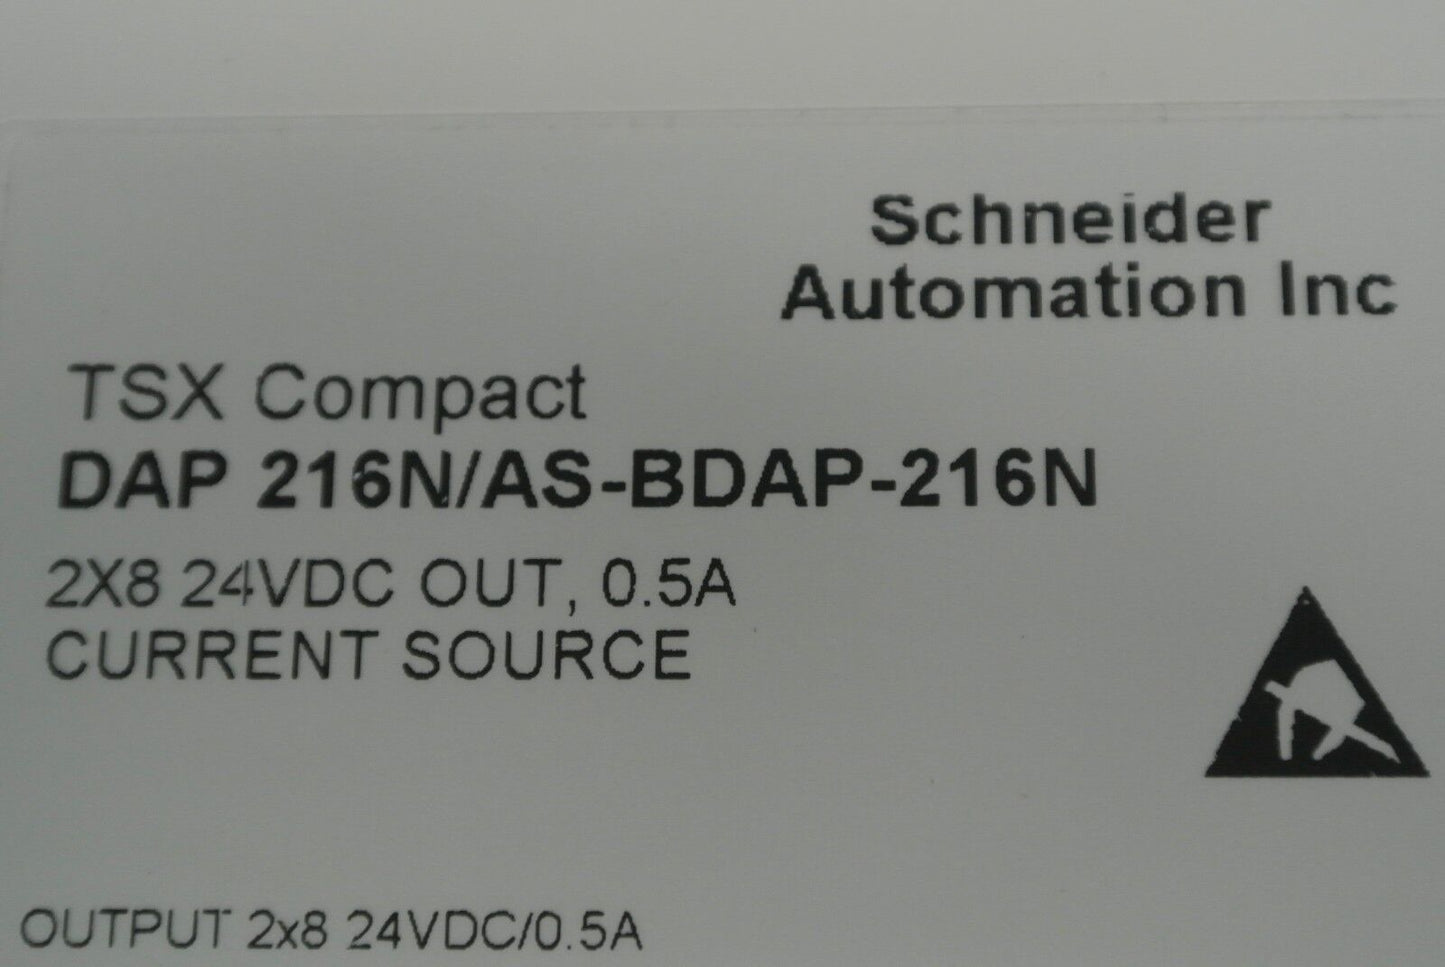 Schneider
Automation Inc
TSX Compact
DAP 216N/AS-BDAP-216N
2X8 24VDC OUT, 0.5A
CURRENT SOURCE
OUTPUT 2x8 24VDC/0.5A